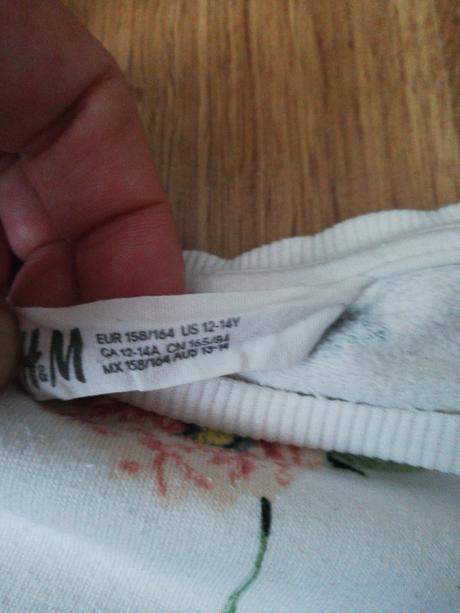 H&M
EUR 158/164 US 12-14Y
CA 12-14A CN 165/84
MX 158/164 AUS 13-14